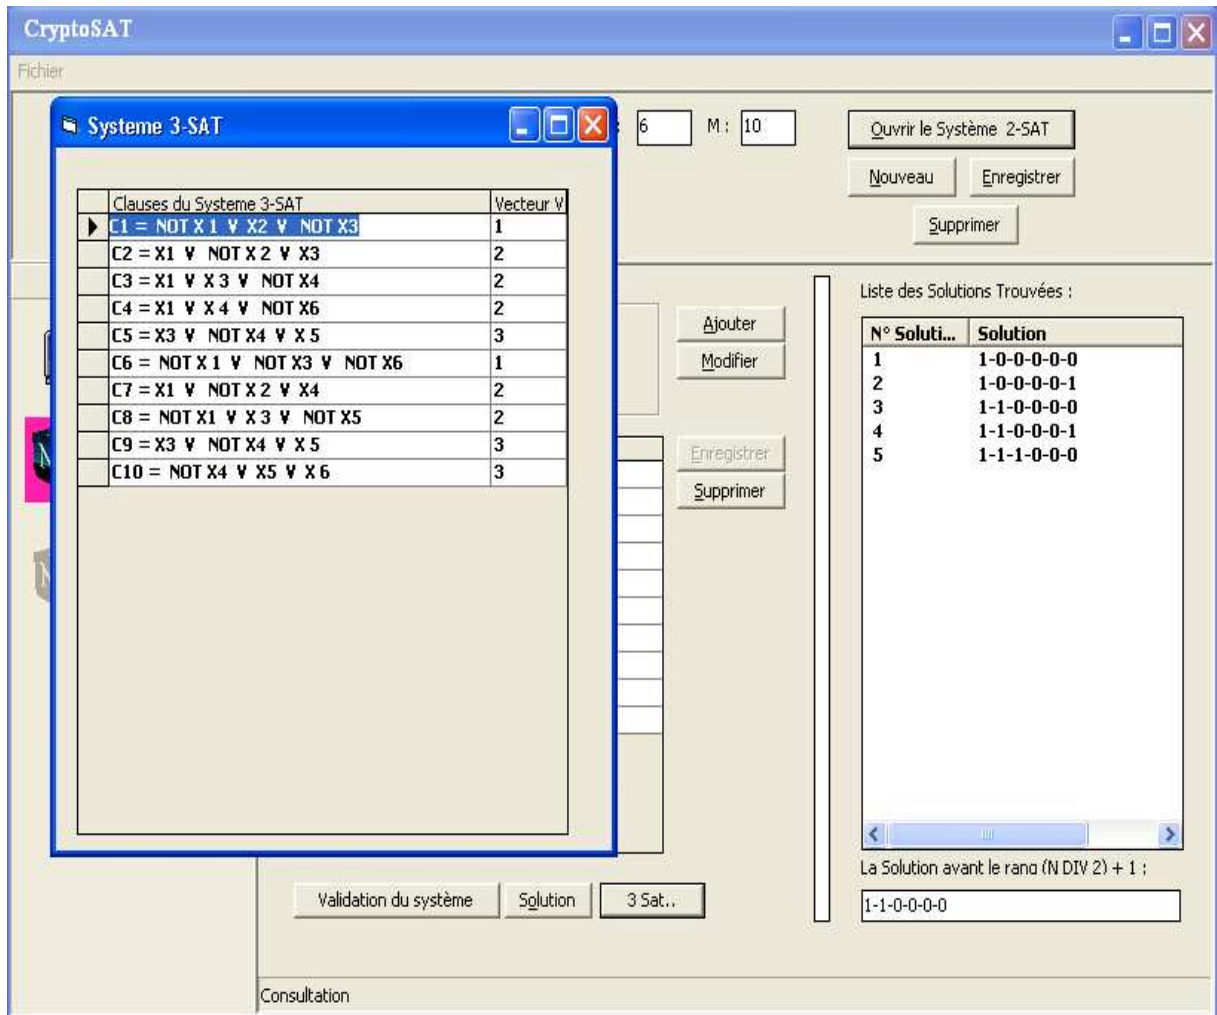 CryptoSAT
Fichier
Systeme 3-SAT
: 6 M : 10
Ouvrir le Système 2-SAT
Nouveau Enregistrer
Supprimer
Clauses du Systeme 3-SAT Vecteur V
C1 = NOT X 1 V X2 V NOT X3 1
C2 = X1 V NOT X 2 V X3 2
C3 = X1 V X 3 V NOT X4 2
C4 = X1 V X 4 V NOT X6 2
C5 = X3 V NOT X4 V X 5 3
C6 = NOT X 1 V NOT X3 V NOT X6 1
C7 = X1 V NOT X 2 V X4 2
C8 = NOT X1 V X 3 V NOT X5 2
C9 = X3 V NOT X4 V X 5 3
C10 = NOT X4 V X5 V X 6 3
Ajouter
Modifier
Enregistrer
Supprimer
Liste des Solutions Trouvées :
N° Soluti... Solution
1 1-0-0-0-0-0
2 1-0-0-0-0-1
3 1-1-0-0-0-0
4 1-1-0-0-0-1
5 1-1-1-0-0-0
La Solution ayant le rang (N DIV 2) + 1 :
1-1-0-0-0-0
Validation du système Solution 3 Sat..
Consultation